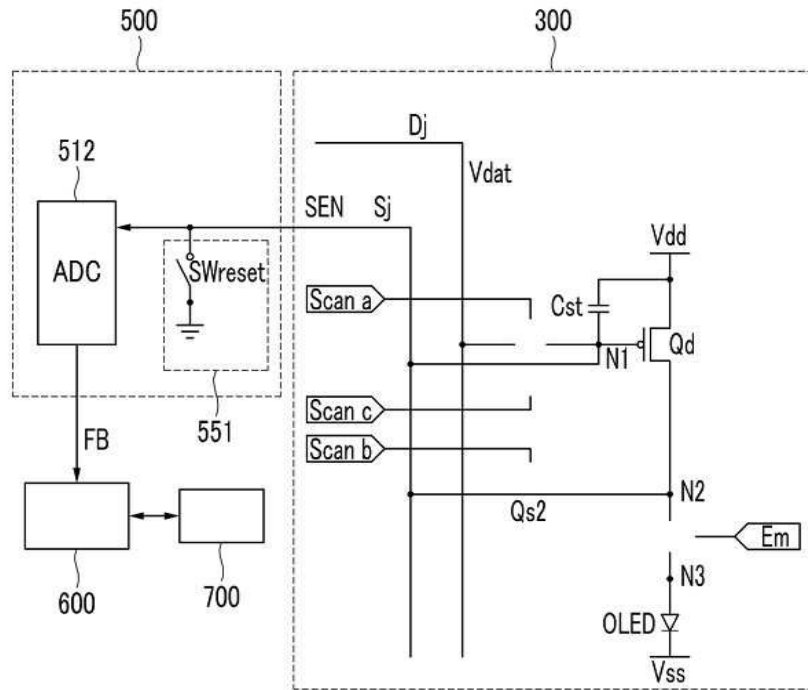 500
300
Dj
512
Vdat
SEN Sj
Vdd
ADC
SWreset
Scan a
Cst
N1
Qd
Scan c
551
FB
Scan b
N2
Qs2
Em
N3
600
700
OLED
Vss